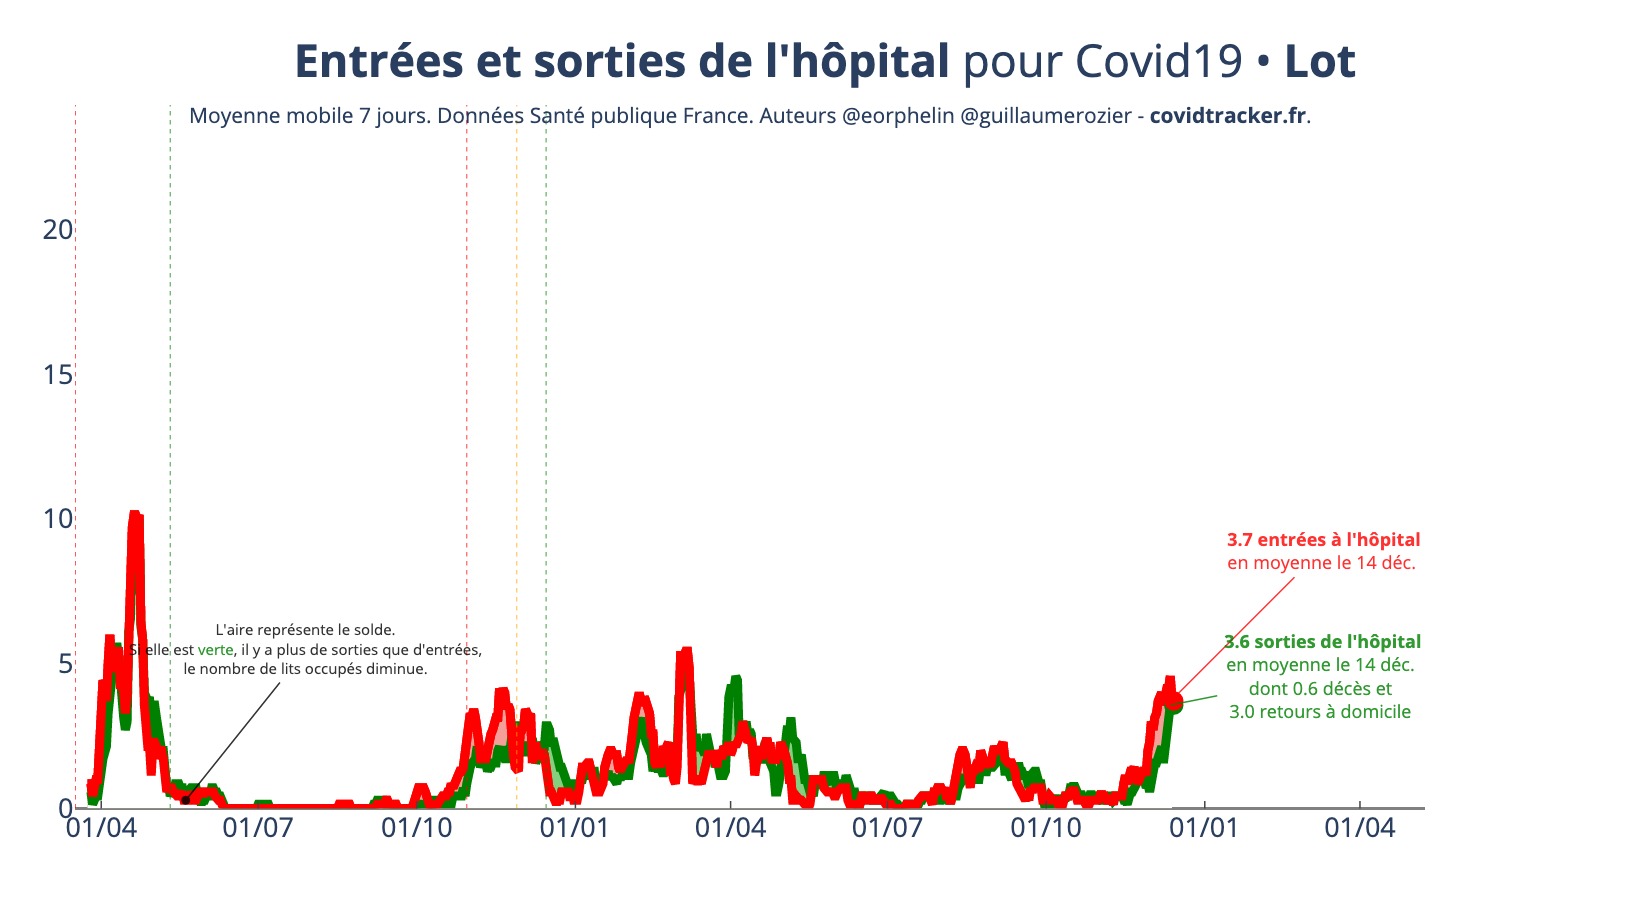 Entrées et sorties de l'hôpital pour Covid19 • Lot
Moyenne mobile 7 jours. Données Santé publique France. Auteurs @eorphelin @guillaumerozier - covidtracker.fr.
20
15
10
3.7 entrées à l'hôpital
en moyenne le 14 déc.
L'aire représente le solde.
Si elle est verte, il y a plus de sorties que d'entrées,
le nombre de lits occupés diminue.
5
3.6 sorties de l'hôpital
en moyenne le 14 déc.
dont 0.6 décès et
3.0 retours à domicile
0
01/04 01/07 01/10 01/01 01/04 01/07 01/10 01/01 01/04